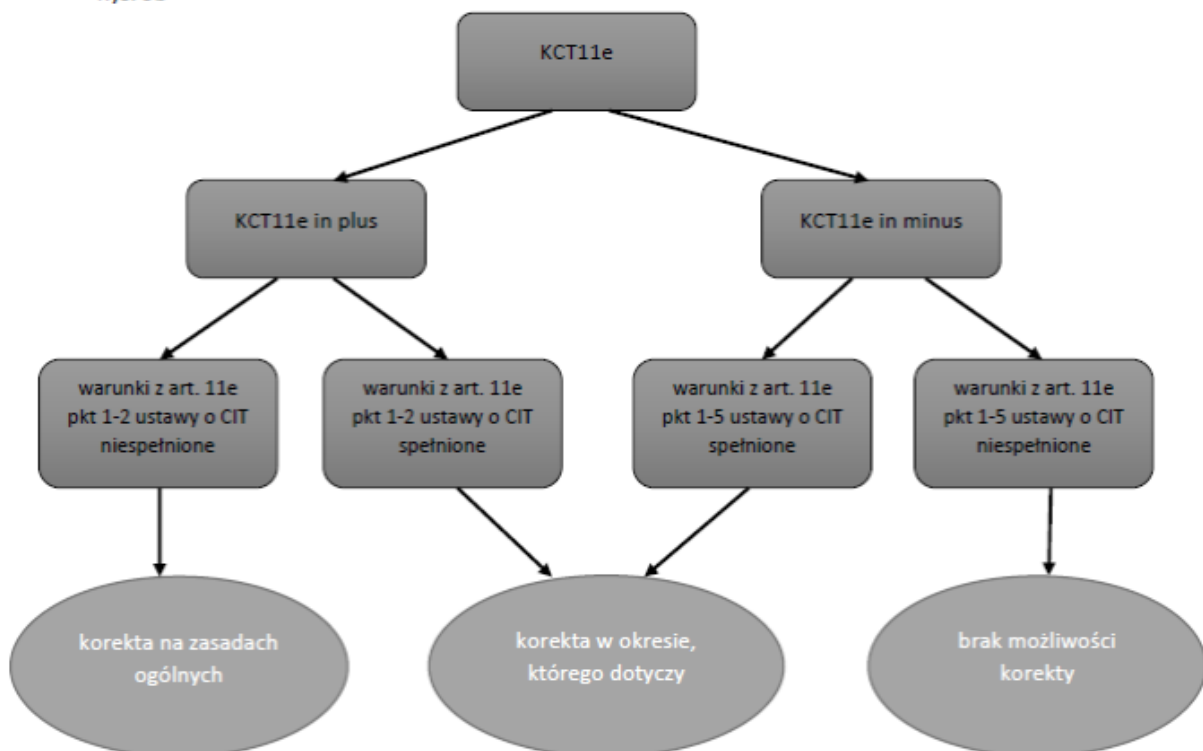 KCT11e
KCT11e in plus
KCT11e in minus
warunki z art. 11e
pkt 1-2 ustawy o CIT
niespełnione
warunki z art. 11e
pkt 1-2 ustawy o CIT
spełnione
warunki z art. 11e
pkt 1-5 ustawy o CIT
spełnione
warunki z art. 11e
pkt 1-5 ustawy o CIT
niespełnione
korekta na zasadach
ogólnych
korekta w okresie,
którego dotyczy
brak możliwości
korekty